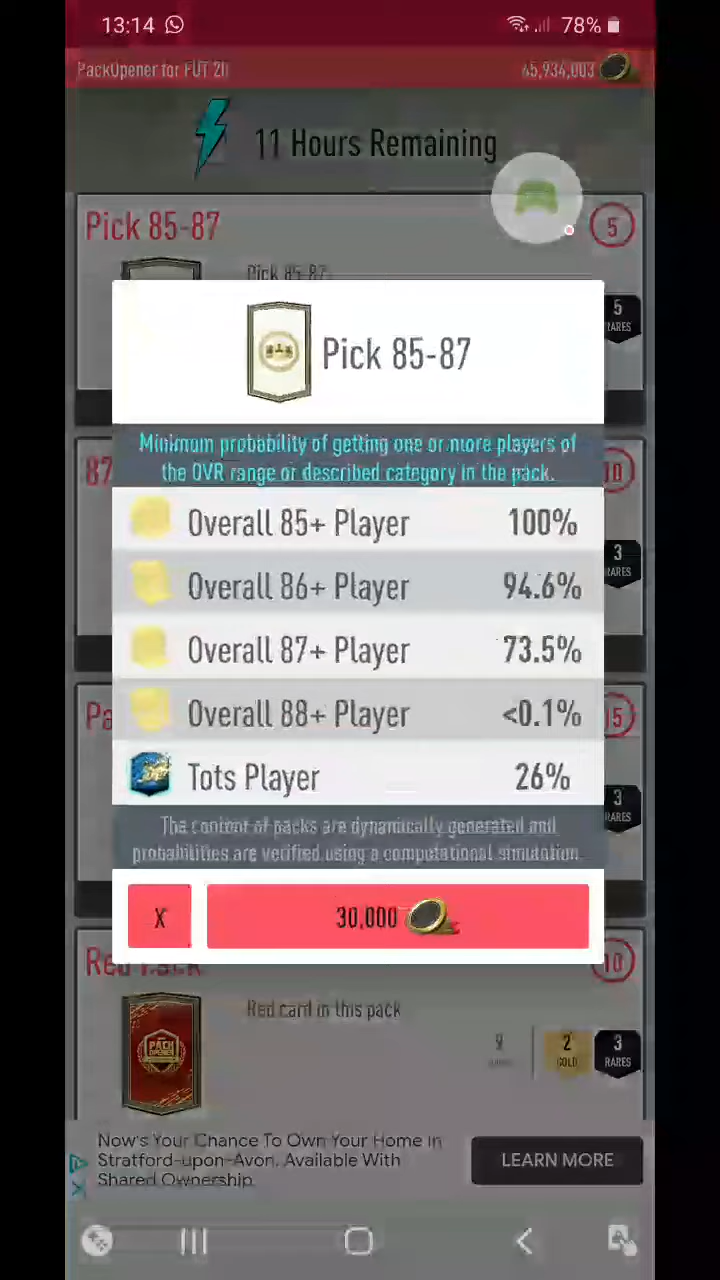 13:14
78%
PackOpener for FUT 20
45,934,003
11 Hours Remaining
Pick 85-87
5
Pick 85-87
5
RARES
Pick 85-87
Minimum probability of getting one or more players of
the OVR range or described category in the pack.
87
10
Overall 85+ Player 100%
Overall 86+ Player 94.6%
3
RARES
Overall 87+ Player 73.5%
Overall 88+ Player <0.1%
Pa
15
Tots Player 26%
3
RARES
The content of packs are dynamically generated and
probabilities are verified using a computational simulation.
X
30,000
Red Pack
10
Red card in this pack
PACK
OPENER
9
2
GOLD
3
RARES
Now's Your Chance To Own Your Home In
Stratford-upon-Avon. Available With
Shared Ownership.
LEARN MORE